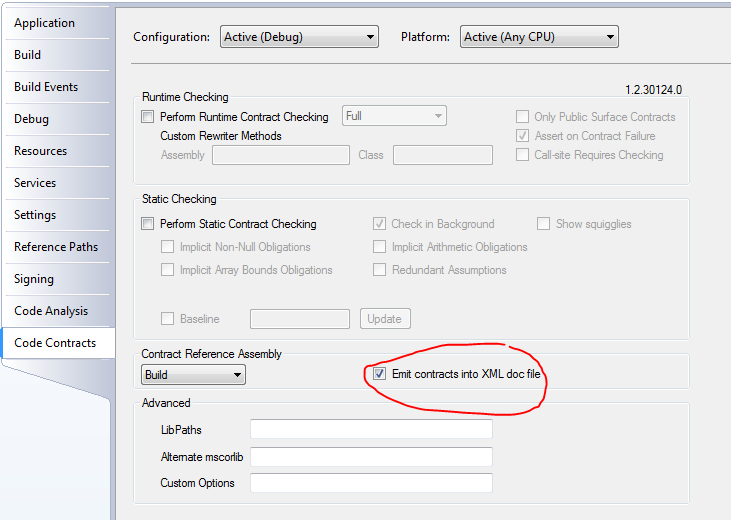 Application
Build
Build Events
Debug
Resources
Services
Settings
Reference Paths
Signing
Code Analysis
Code Contracts
Configuration: Active (Debug) Platform: Active (Any CPU)
1.2.30124.0
Runtime Checking
Perform Runtime Contract Checking Full Only Public Surface Contracts
Custom Rewriter Methods Assert on Contract Failure
Assembly Class Call-site Requires Checking
Static Checking
Perform Static Contract Checking Check in Background Show squigglies
Implicit Non-Null Obligations Implicit Arithmetic Obligations
Implicit Array Bounds Obligations Redundant Assumptions
Baseline Update
Contract Reference Assembly
Build Emit contracts into XML doc file
Advanced
LibPaths
Alternate mscorlib
Custom Options